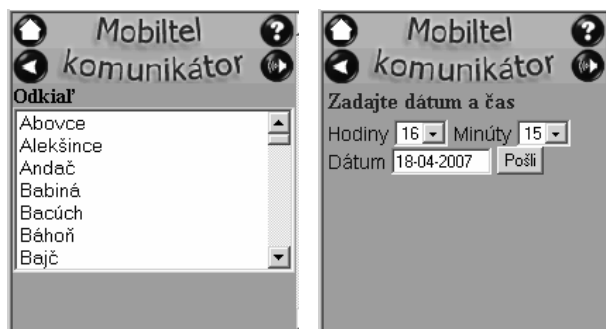 Mobiltel
komunikátor
Odkiaľ
Abovce
Alekšince
Andač
Babiná
Bacúch
Báhoň
Bajč
Mobiltel
komunikátor
Zadajte dátum a čas
Hodiny 16 Minúty 15
Dátum 18-04-2007 Pošli